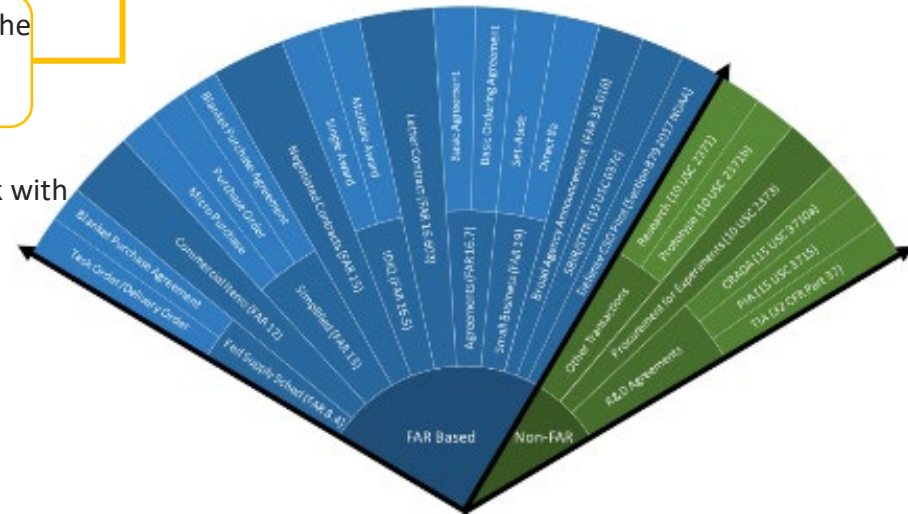 the
k with
Task Order/Delivery Order
Blanket Purchase Agreement
Fed Supply Sched (FAR 8.4)
Commercial Items (FAR 12)
Micro Purchase
Purchase Order
Blanket Purchase Agreement
Simplified (FAR 13)
Negotiated Contracts (FAR 15)
Single Award
Multiple Award
IDIQ (FAR 16.5)
Letter Contract (FAR 16.603)
Basic Agreement
Basic Ordering Agreement
Agreements (FAR 16.7)
Set-Aside
Direct 8a
Small Business (FAR 19)
Broad Agency Announcement (FAR 35.016)
SBIR/STTR (15 USC 637c)
Defense CSO Pilot (Section 879 2017 NDAA)
Research (10 USC 2371)
Prototype (10 USC 2371b)
Other Transactions
Procurement for Experiments (10 USC 2373)
CRADA (15 USC 3710a)
PIA (15 USC 3715)
TIA (32 CFR Part 37)
R&D Agreements
FAR Based
Non-FAR